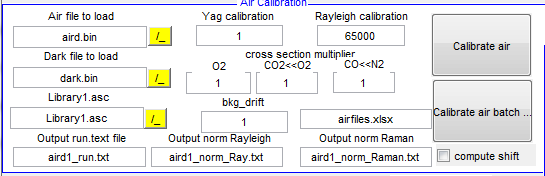 Air Calibration
Air file to load
Yag calibration
Rayleigh calibration
aird.bin
/_
1
65000
Calibrate air
Dark file to load
cross section multiplier
O2
CO2<<O2
CO<<N2
dark.bin
/_
1
1
1
Library1.asc
bkg_drift
Library1.asc
/_
1
airfiles.xlsx
Calibrate air batch ...
Output run.text file
Output norm Rayleigh
Output norm Raman
aird1_run.txt
aird1_norm_Ray.txt
aird1_norm_Raman.txt
compute shift